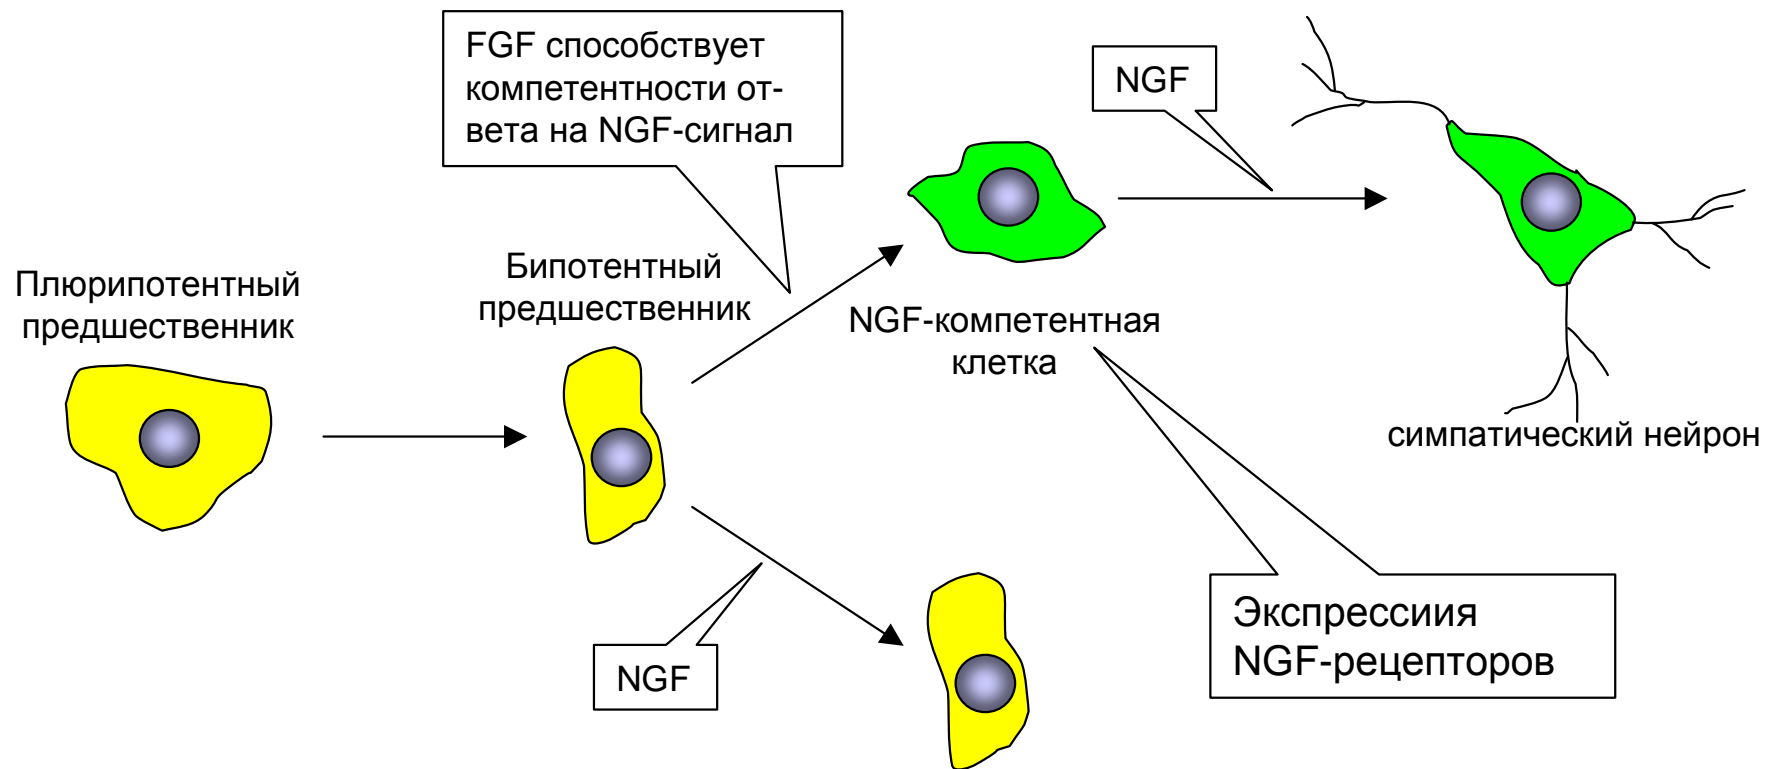 FGF способствует
компетентности от-
вета на NGF-сигнал
NGF
Плюрипотентный
предшественник
Бипотентный
предшественник
NGF-компетентная
клетка
симпатический нейрон
NGF
Экспрессиия
NGF-рецепторов